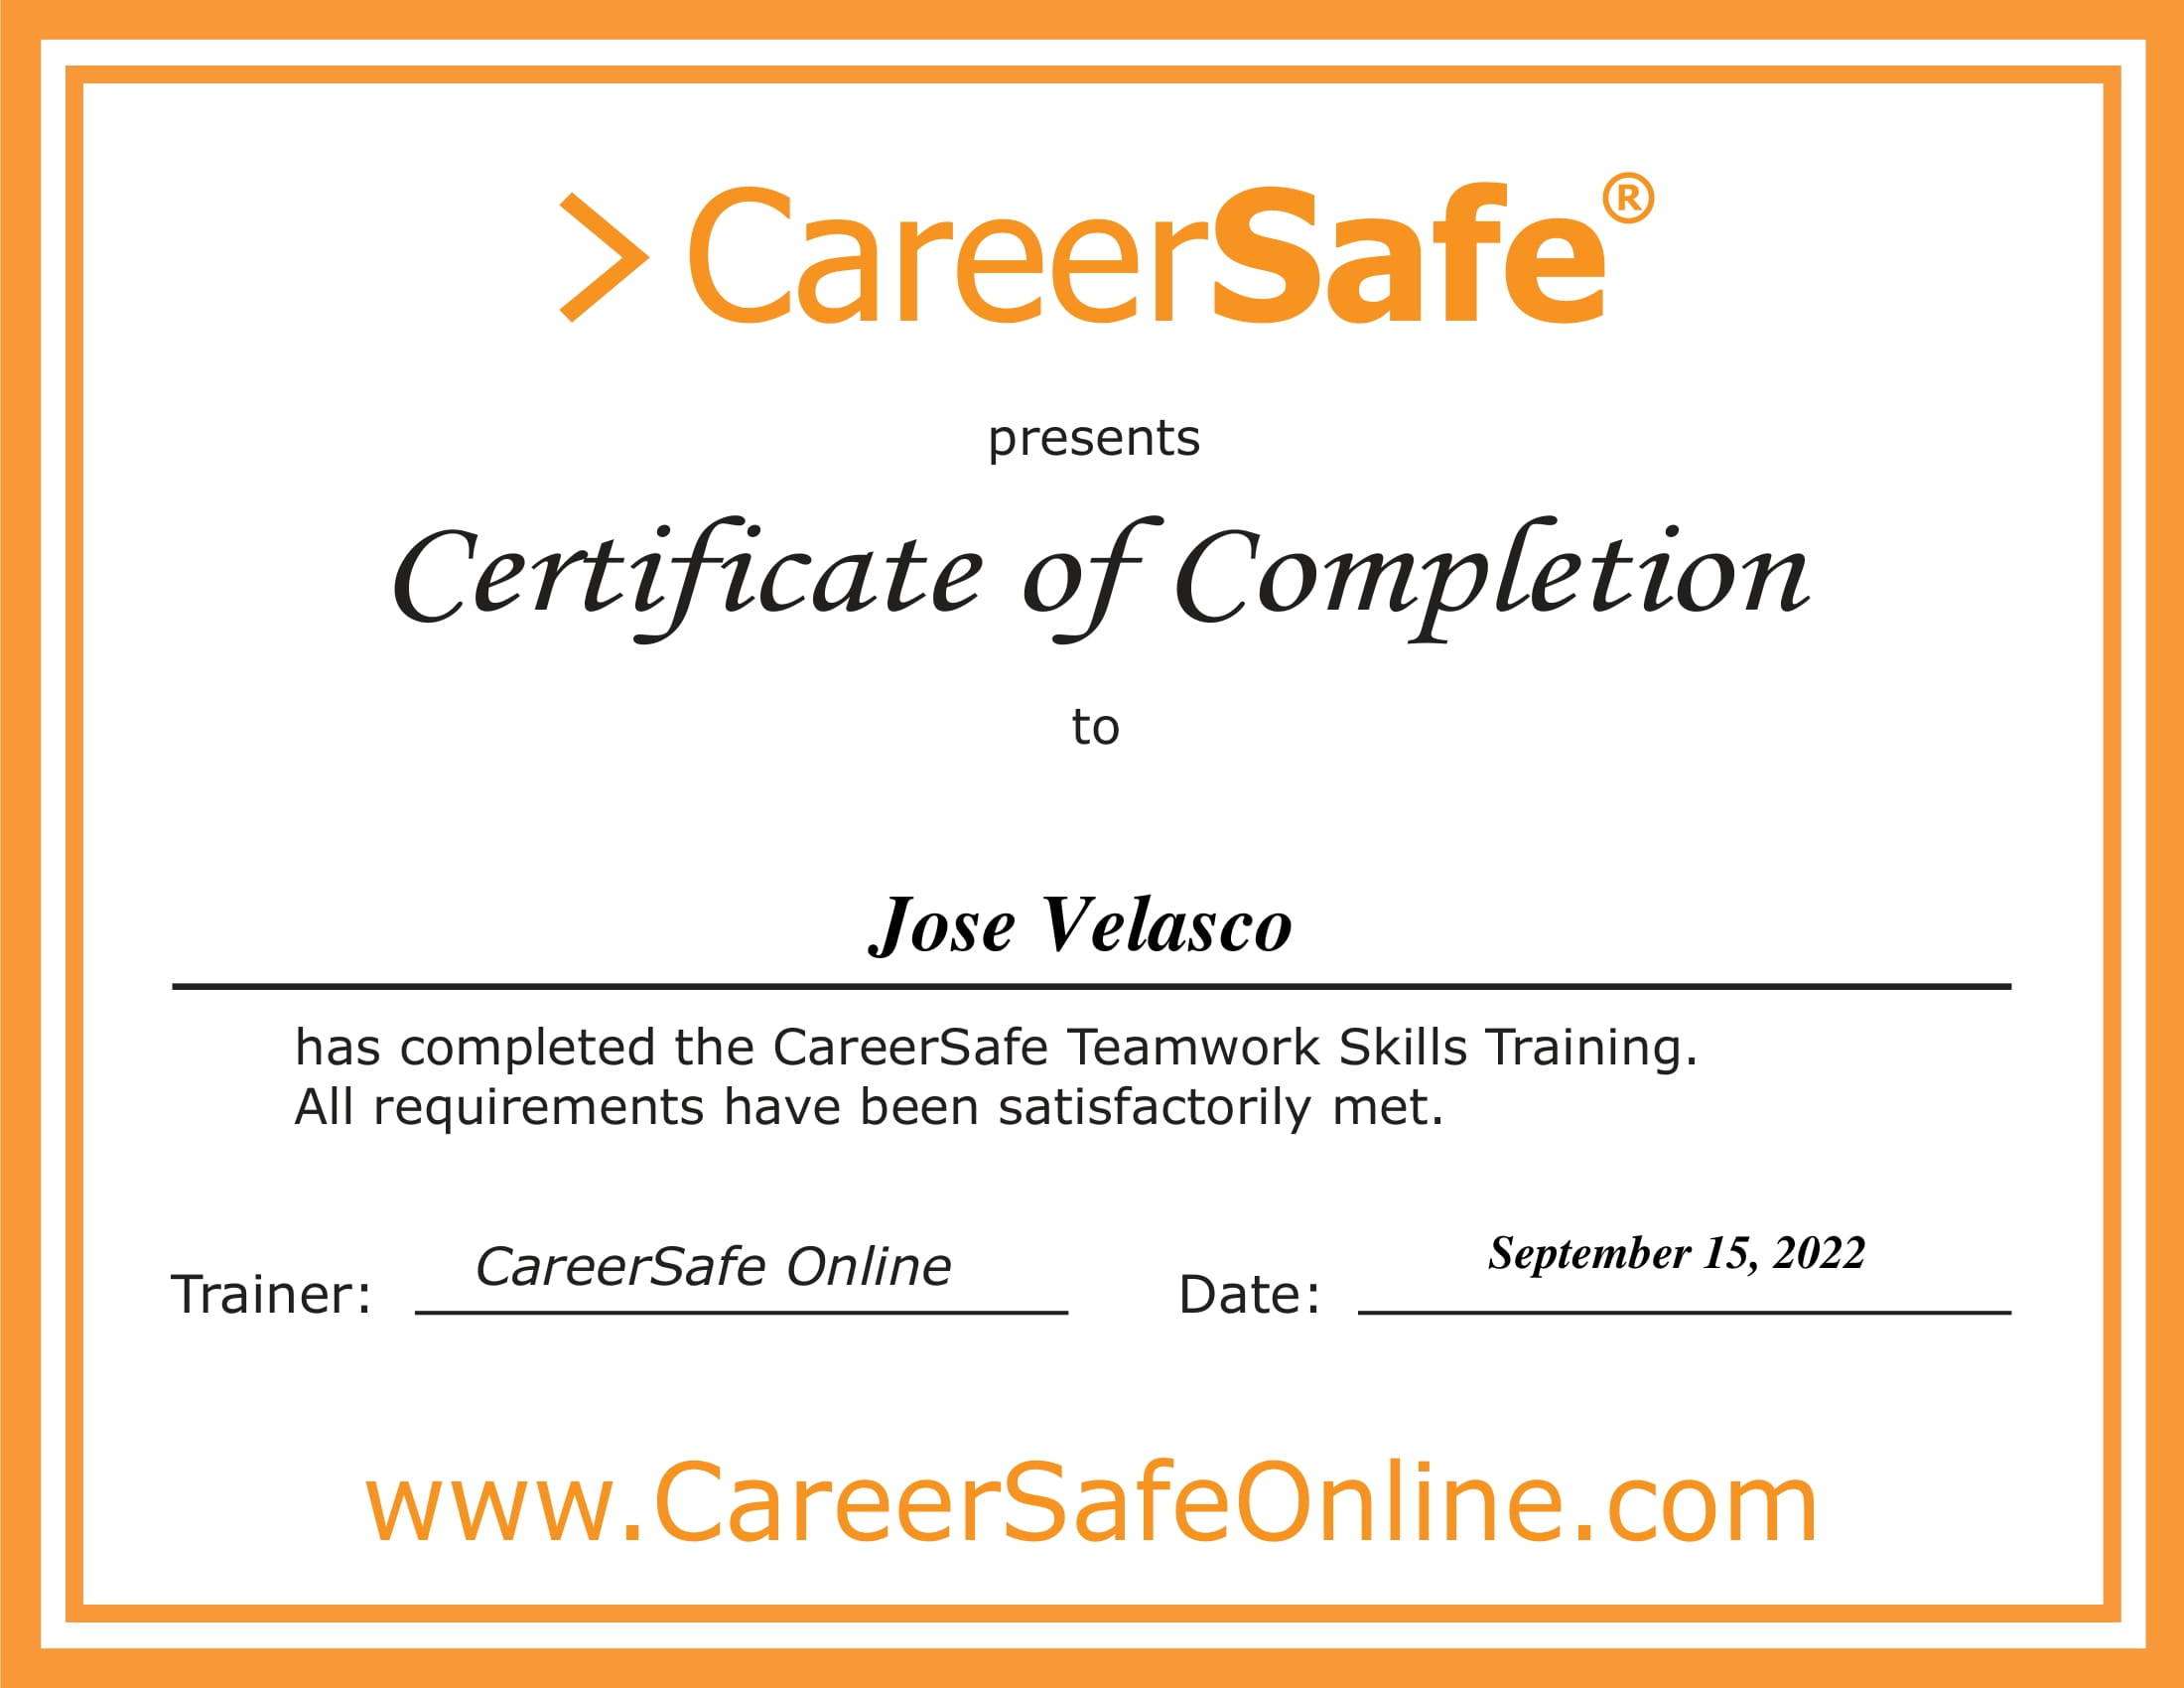 > CareerSafe®
presents
Certificate of Completion
to
Jose Velasco
has completed the CareerSafe Teamwork Skills Training.
All requirements have been satisfactorily met.
Trainer: CareerSafe Online Date: September 15, 2022
www.CareerSafeOnline.com